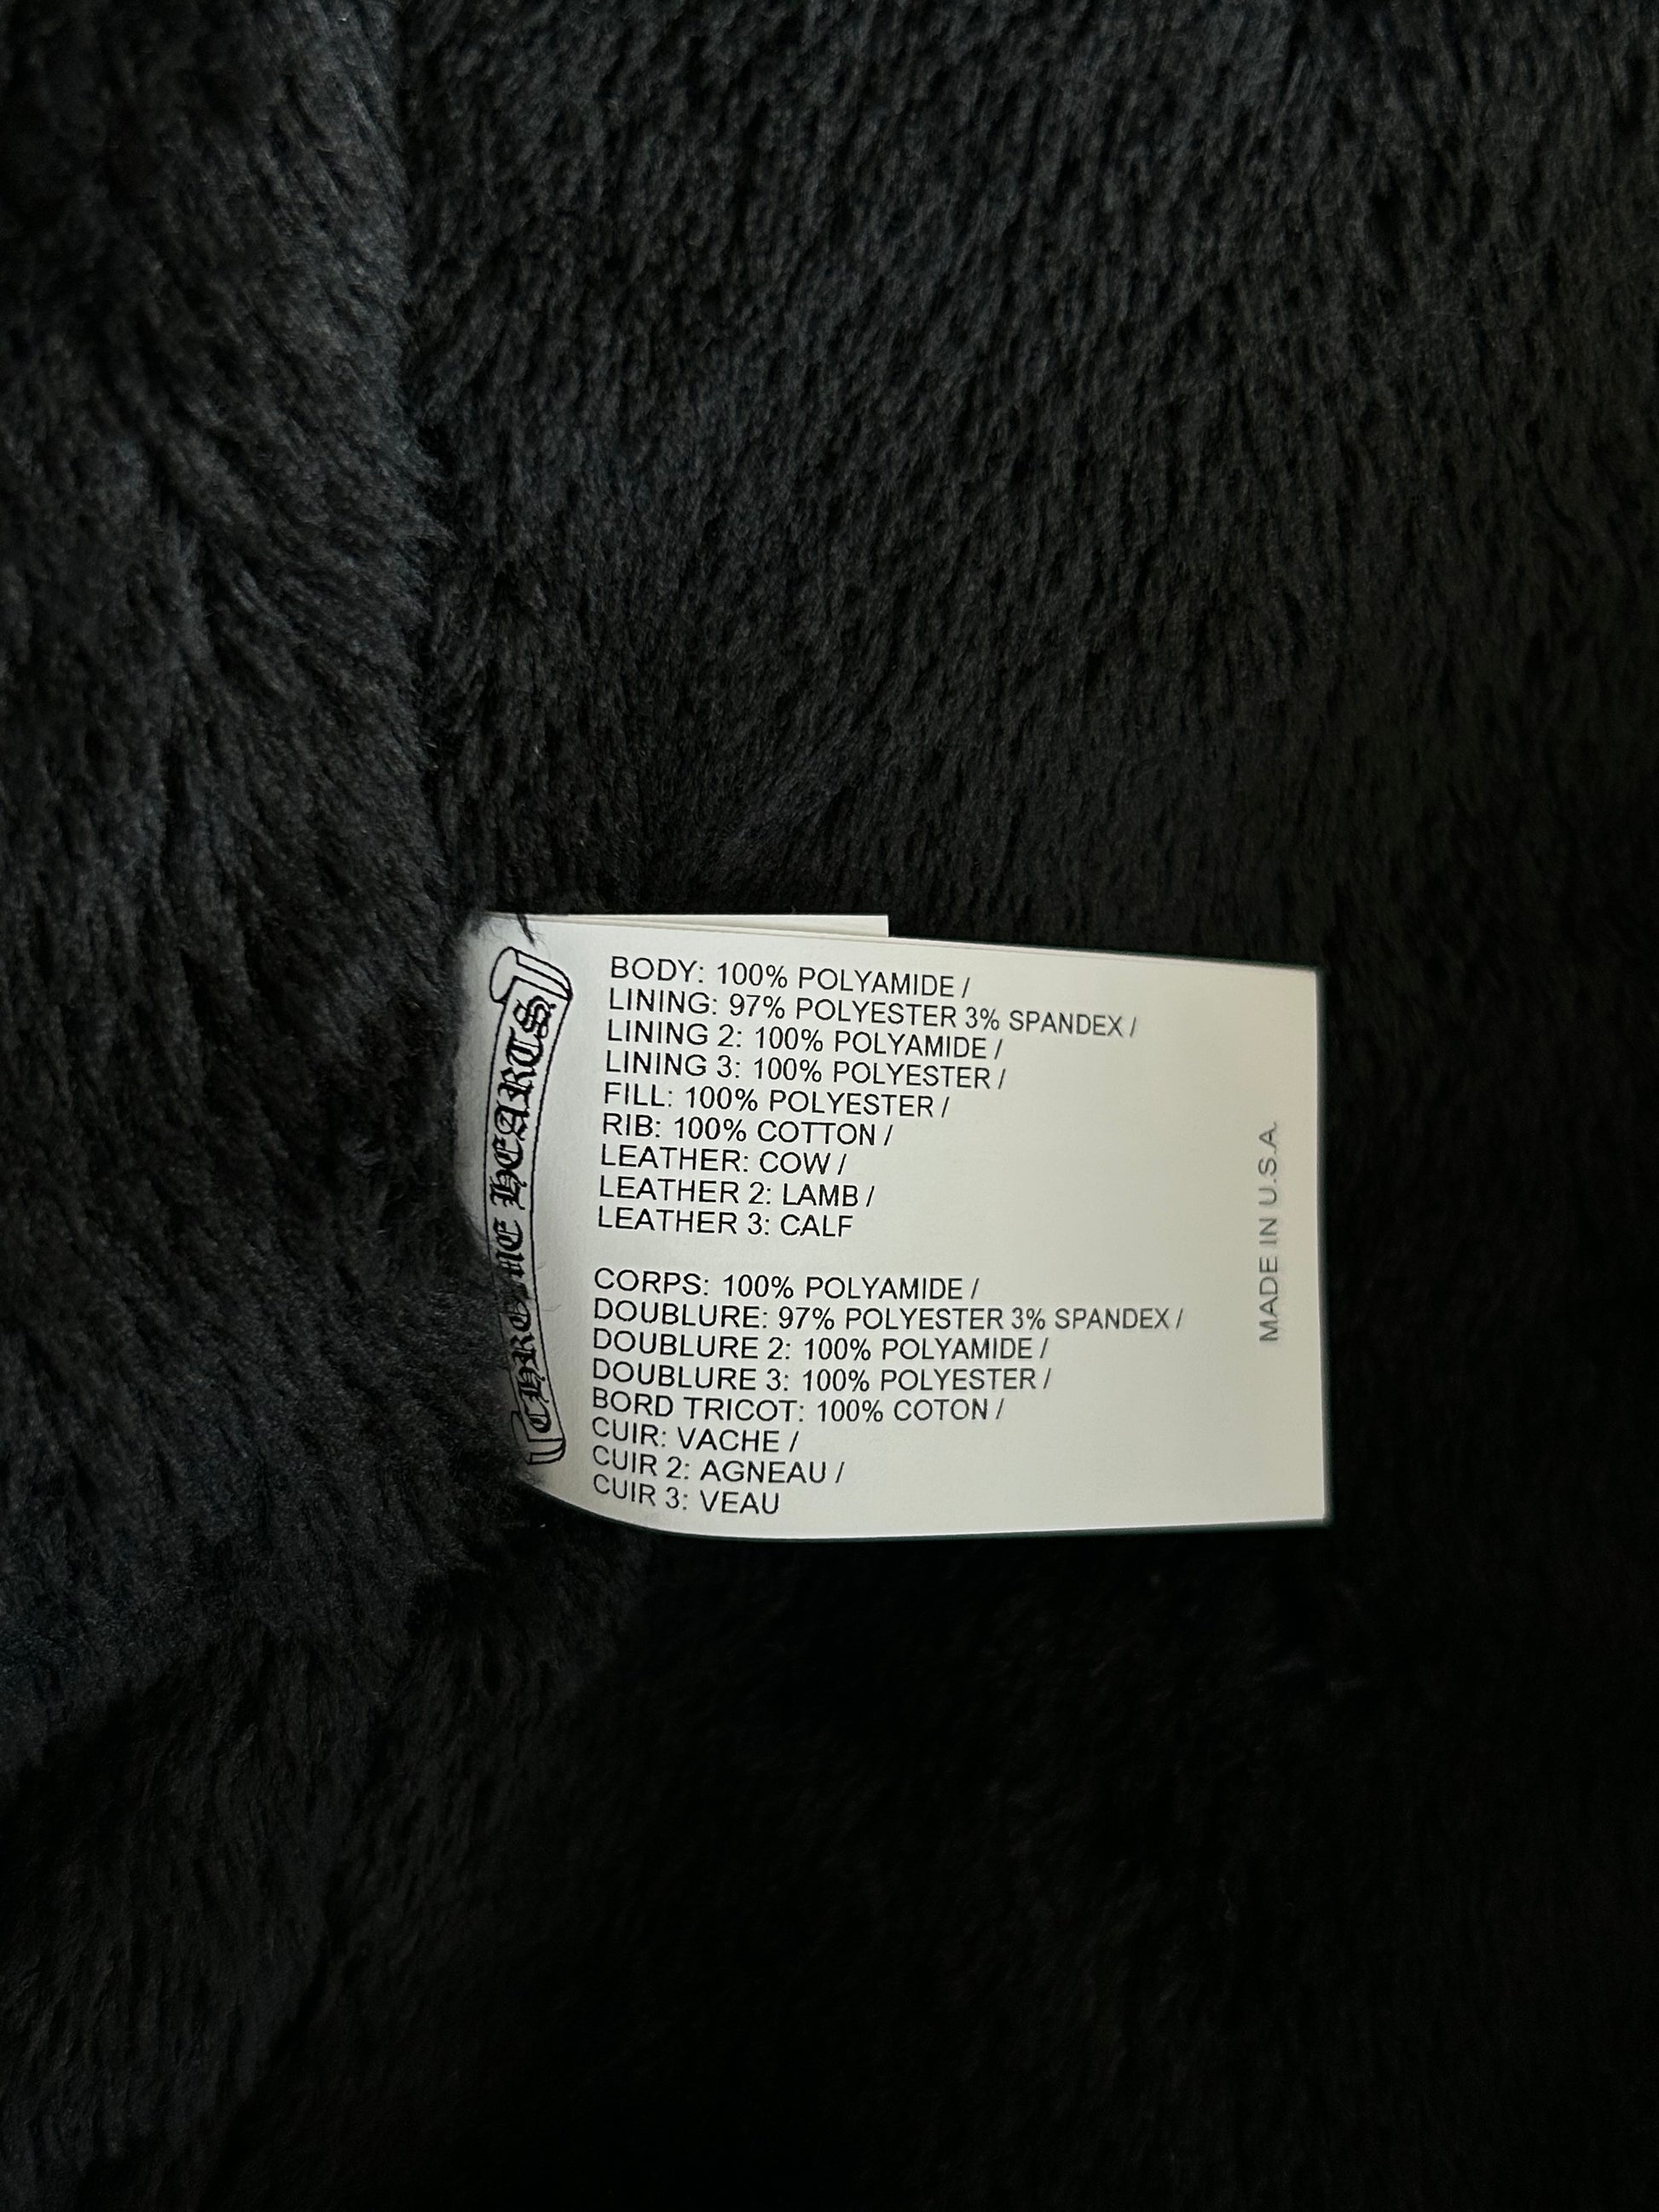 CHROME HEARTS
BODY: 100% POLYAMIDE /
LINING: 97% POLYESTER 3% SPANDEX /
LINING 2: 100% POLYAMIDE /
LINING 3: 100% POLYESTER /
FILL: 100% POLYESTER /
RIB: 100% COTTON /
LEATHER: COW /
LEATHER 2: LAMB /
LEATHER 3: CALF
CORPS: 100% POLYAMIDE /
DOUBLURE: 97% POLYESTER 3% SPANDEX /
DOUBLURE 2: 100% POLYAMIDE /
DOUBLURE 3: 100% POLYESTER /
BORD TRICOT: 100% COTON /
CUIR: VACHE /
CUIR 2: AGNEAU /
CUIR 3: VEAU
MADE IN U.S.A.